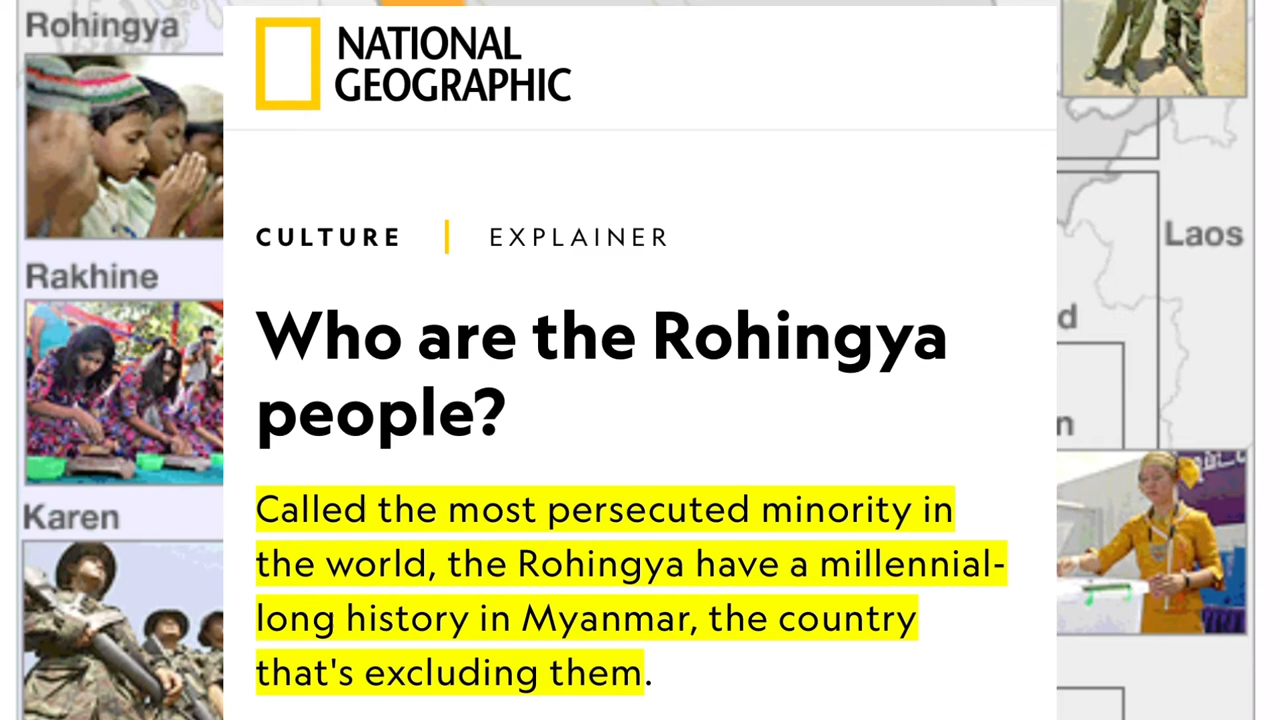 Rohingya
NATIONAL
GEOGRAPHIC
CULTURE | EXPLAINER
Who are the Rohingya
people?
Called the most persecuted minority in
the world, the Rohingya have a millennial-
long history in Myanmar, the country
that's excluding them.
Rakhine
Karen
Laos
d
n